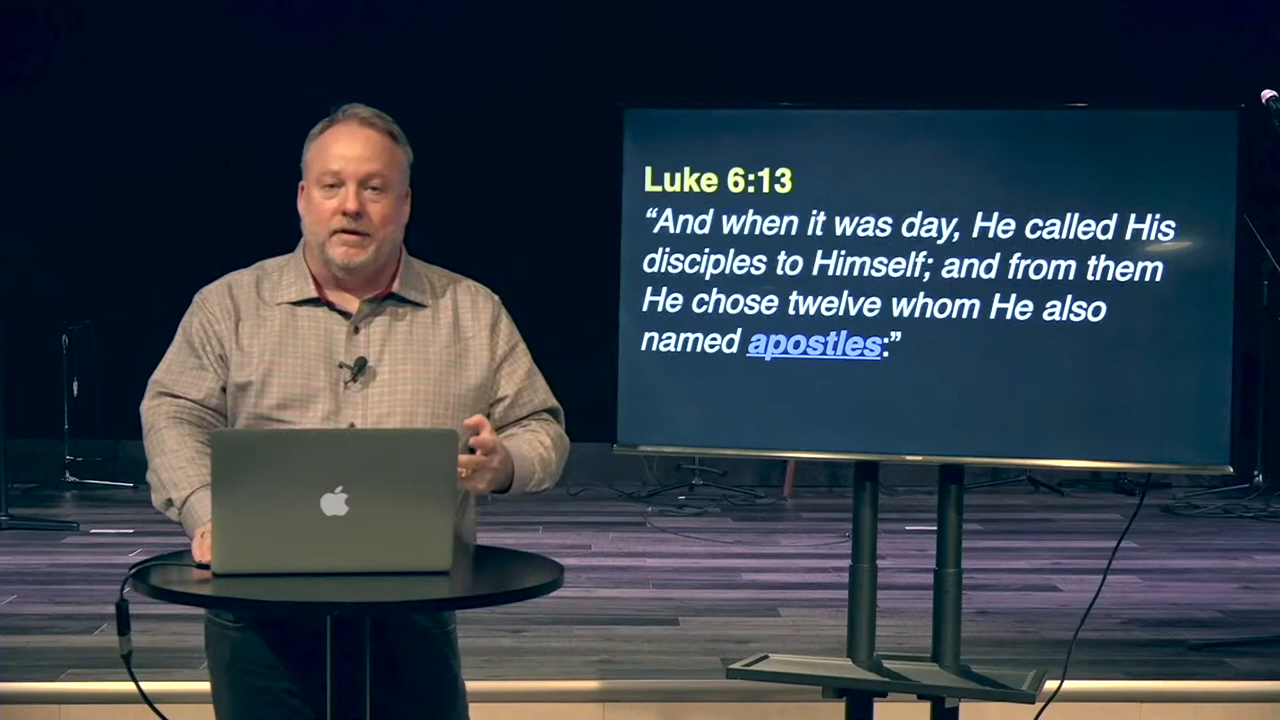 Luke 6:13
“And when it was day, He called His
disciples to Himself; and from them
He chose twelve whom He also
named apostles:”